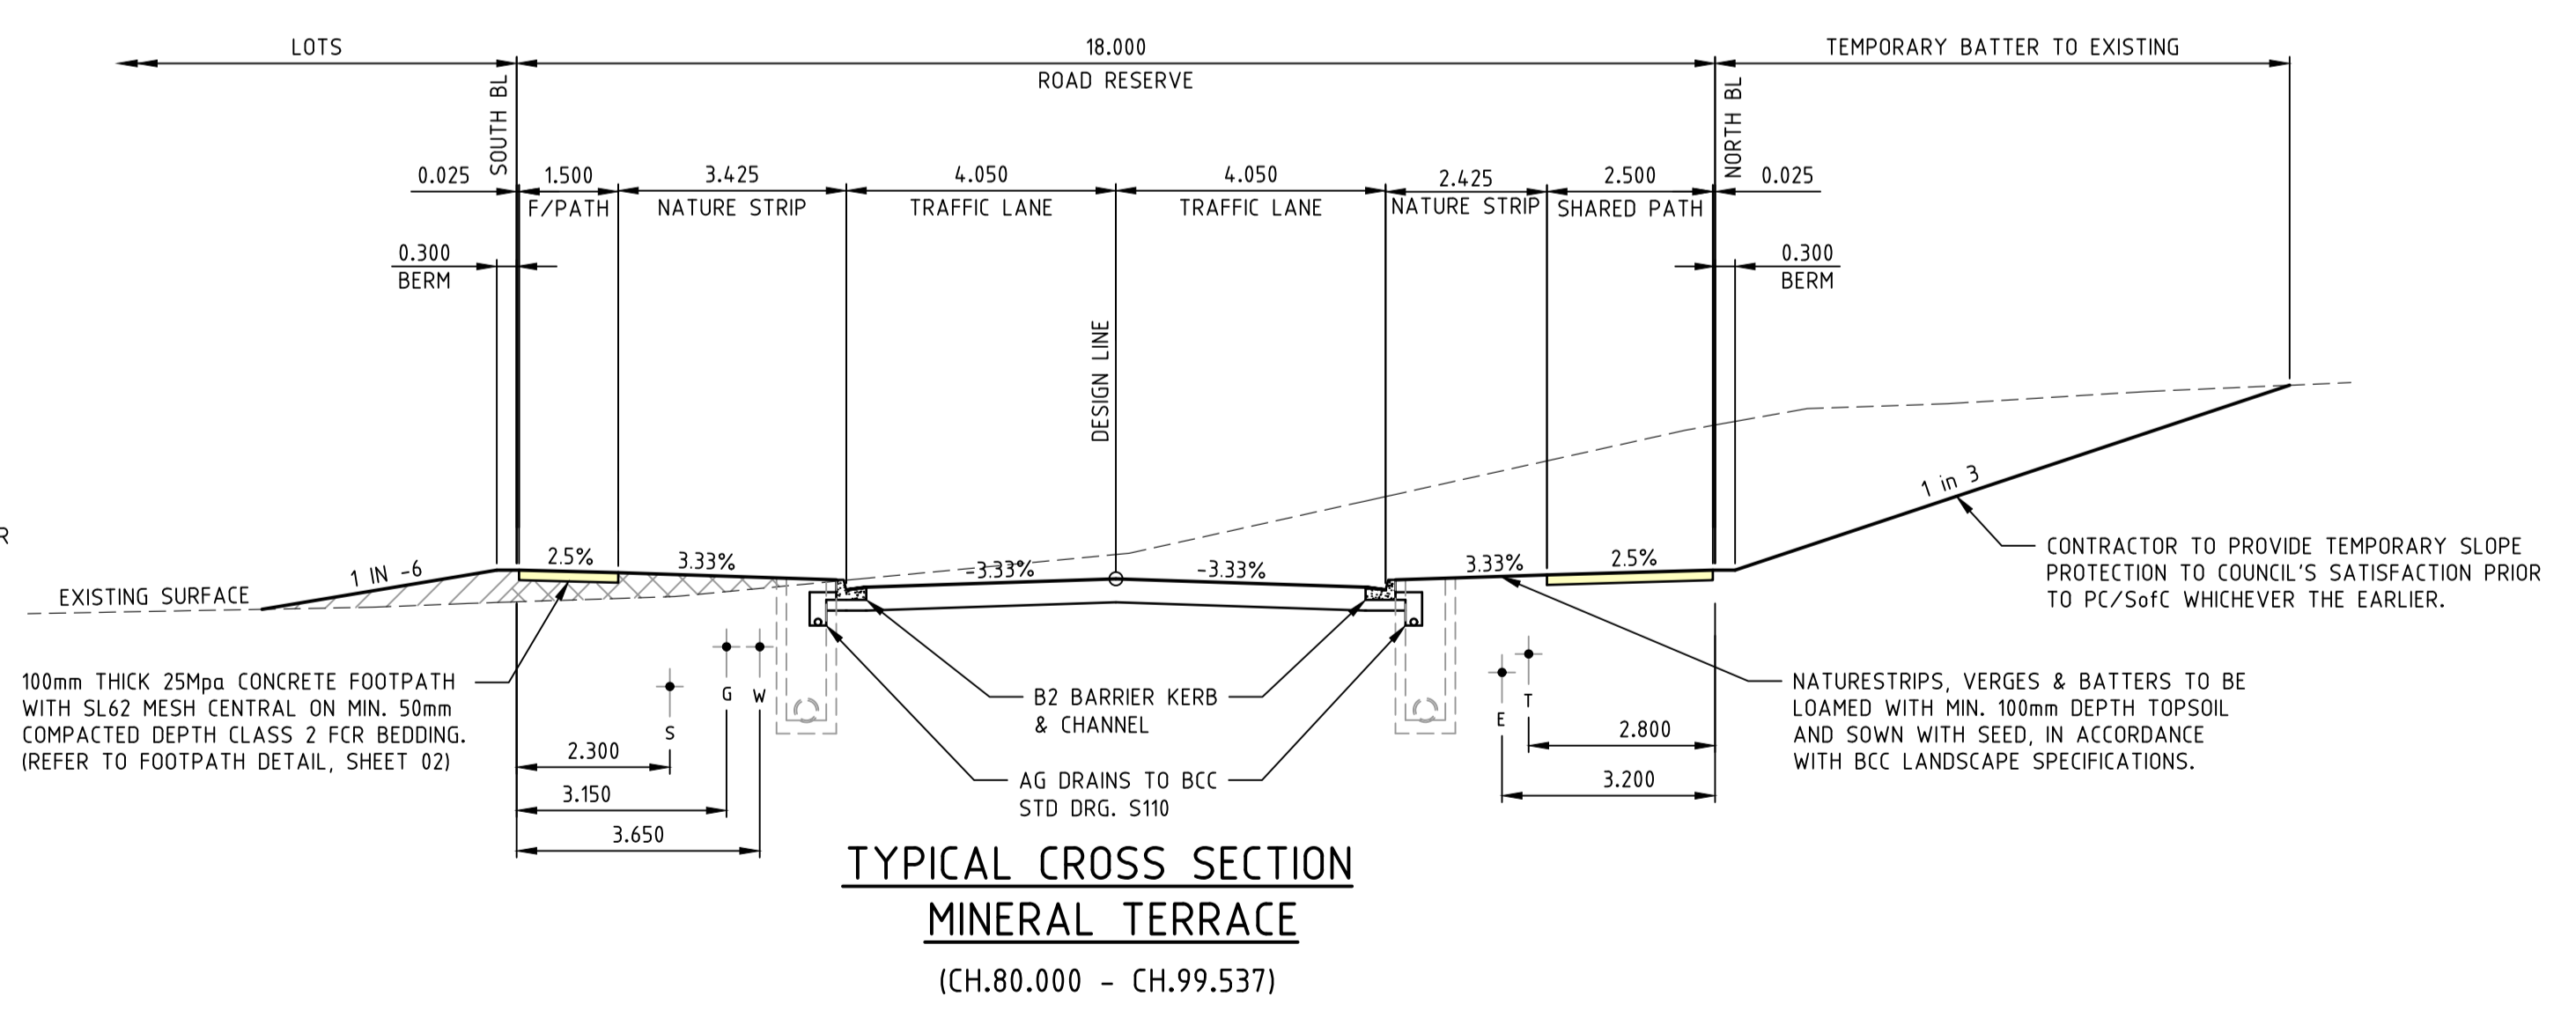 LOTS
18.000
ROAD RESERVE
TEMPORARY BATTER TO EXISTING
SOUTH BL
NORTH BL
0.025
1.500
F/PATH
3.425
NATURE STRIP
4.050
TRAFFIC LANE
4.050
TRAFFIC LANE
2.425
NATURE STRIP
2.500
SHARED PATH
0.025
0.300
BERM
0.300
BERM
DESIGN LINE
R
EXISTING SURFACE
1 IN -6
2.5%
3.33%
-3.33%
-3.33%
3.33%
2.5%
1 in 3
CONTRACTOR TO PROVIDE TEMPORARY SLOPE
PROTECTION TO COUNCIL'S SATISFACTION PRIOR
TO PC/SofC WHICHEVER THE EARLIER.
100mm THICK 25Mpa CONCRETE FOOTPATH
WITH SL62 MESH CENTRAL ON MIN. 50mm
COMPACTED DEPTH CLASS 2 FCR BEDDING.
(REFER TO FOOTPATH DETAIL, SHEET 02)
S
G
W
2.300
3.150
3.650
B2 BARRIER KERB
& CHANNEL
AG DRAINS TO BCC
STD DRG. S110
E
T
2.800
3.200
NATURESTRIPS, VERGES & BATTERS TO BE
LOAMED WITH MIN. 100mm DEPTH TOPSOIL
AND SOWN WITH SEED, IN ACCORDANCE
WITH BCC LANDSCAPE SPECIFICATIONS.
TYPICAL CROSS SECTION
MINERAL TERRACE
(CH.80.000 - CH.99.537)